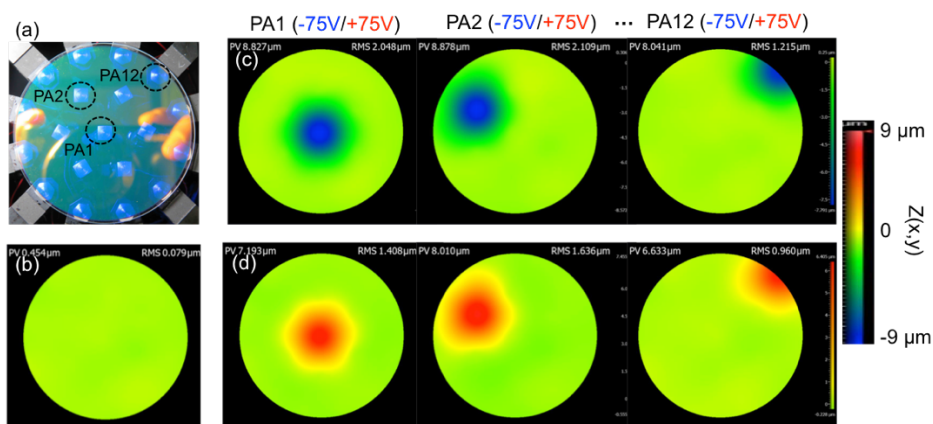 PA1 (-75V/+75V) PA2 (-75V/+75V) ... PA12 (-75V/+75V)
(a)
PA12
PA2
PA1
(c)
PV 8.827µm RMS 2.048µm
PV 8.878µm RMS 2.109µm
PV 8.041µm RMS 1.215µm
9 µm
Z(x,y)
0
-9 µm
(b)
PV 0.454µm RMS 0.079µm
(d)
PV 7.193µm RMS 1.408µm
PV 8.010µm RMS 1.636µm
PV 6.633µm RMS 0.960µm